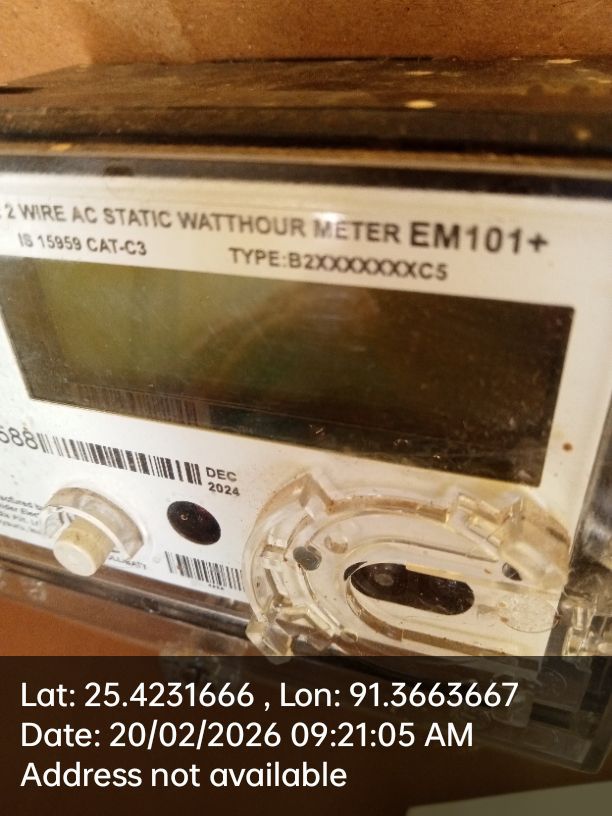 2 WIRE AC STATIC WATTHOUR METER EM101+
IS 15959 CAT-C3
TYPE:B2XXXXXXXC5
588
DEC
2024
Lat: 25.4231666 , Lon: 91.3663667
Date: 20/02/2026 09:21:05 AM
Address not available